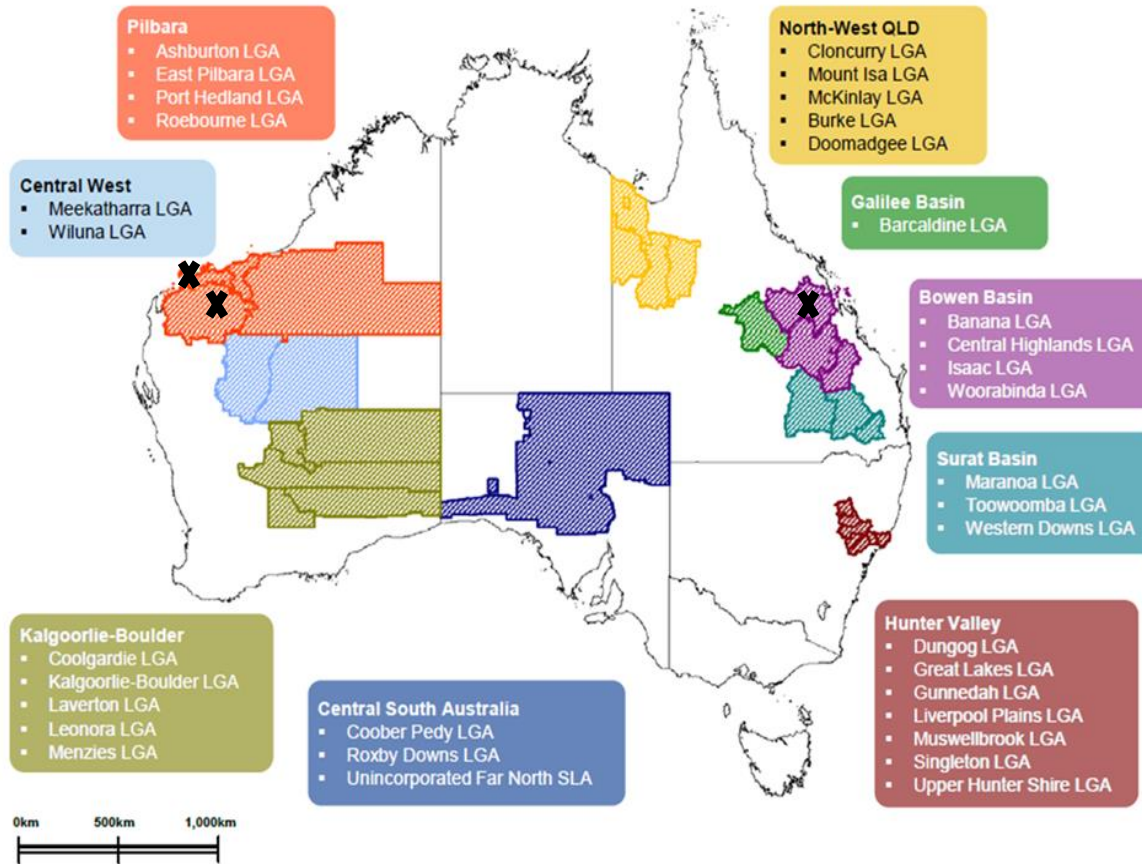 Pilbara
▪ Ashburton LGA
▪ East Pilbara LGA
▪ Port Hedland LGA
▪ Roebourne LGA
North-West QLD
▪ Cloncurry LGA
▪ Mount Isa LGA
▪ McKinlay LGA
▪ Burke LGA
▪ Doomadgee LGA
Central West
▪ Meekatharra LGA
▪ Wiluna LGA
Galilee Basin
▪ Barcaldine LGA
Bowen Basin
▪ Banana LGA
▪ Central Highlands LGA
▪ Isaac LGA
▪ Woorabinda LGA
Surat Basin
▪ Maranoa LGA
▪ Toowoomba LGA
▪ Western Downs LGA
Kalgoorlie-Boulder
▪ Coolgardie LGA
▪ Kalgoorlie-Boulder LGA
▪ Laverton LGA
▪ Leonora LGA
▪ Menzies LGA
Central South Australia
▪ Coober Pedy LGA
▪ Roxby Downs LGA
▪ Unincorporated Far North SLA
Hunter Valley
▪ Dungog LGA
▪ Great Lakes LGA
▪ Gunnedah LGA
▪ Liverpool Plains LGA
▪ Muswellbrook LGA
▪ Singleton LGA
▪ Upper Hunter Shire LGA
0km 500km 1,000km